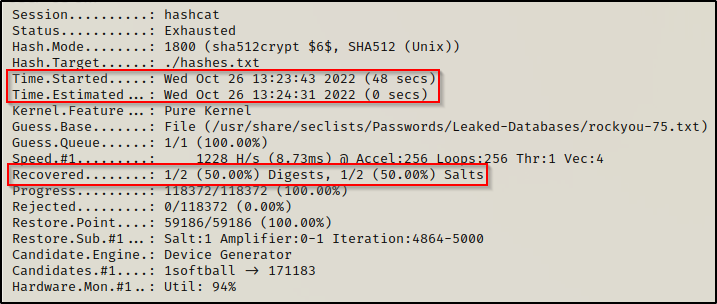 Session..........: hashcat
Status...........: Exhausted
Hash.Mode........: 1800 (sha512crypt $6$, SHA512 (Unix))
Hash.Target......: ./hashes.txt
Time.Started.....: Wed Oct 26 13:23:43 2022 (48 secs)
Time.Estimated...: Wed Oct 26 13:24:31 2022 (0 secs)
Kernel.Feature...: Pure Kernel
Guess.Base.......: File (/usr/share/seclists/Passwords/Leaked-Databases/rockyou-75.txt)
Guess.Queue......: 1/1 (100.00%)
Speed.#1.........:     1228 H/s (8.73ms) @ Accel:256 Loops:256 Thr:1 Vec:4
Recovered........: 1/2 (50.00%) Digests, 1/2 (50.00%) Salts
Progress.........: 118372/118372 (100.00%)
Rejected.........: 0/118372 (0.00%)
Restore.Point....: 59186/59186 (100.00%)
Restore.Sub.#1...: Salt:1 Amplifier:0-1 Iteration:4864-5000
Candidate.Engine.: Device Generator
Candidates.#1....: 1softball -> 171183
Hardware.Mon.#1..: Util: 94%